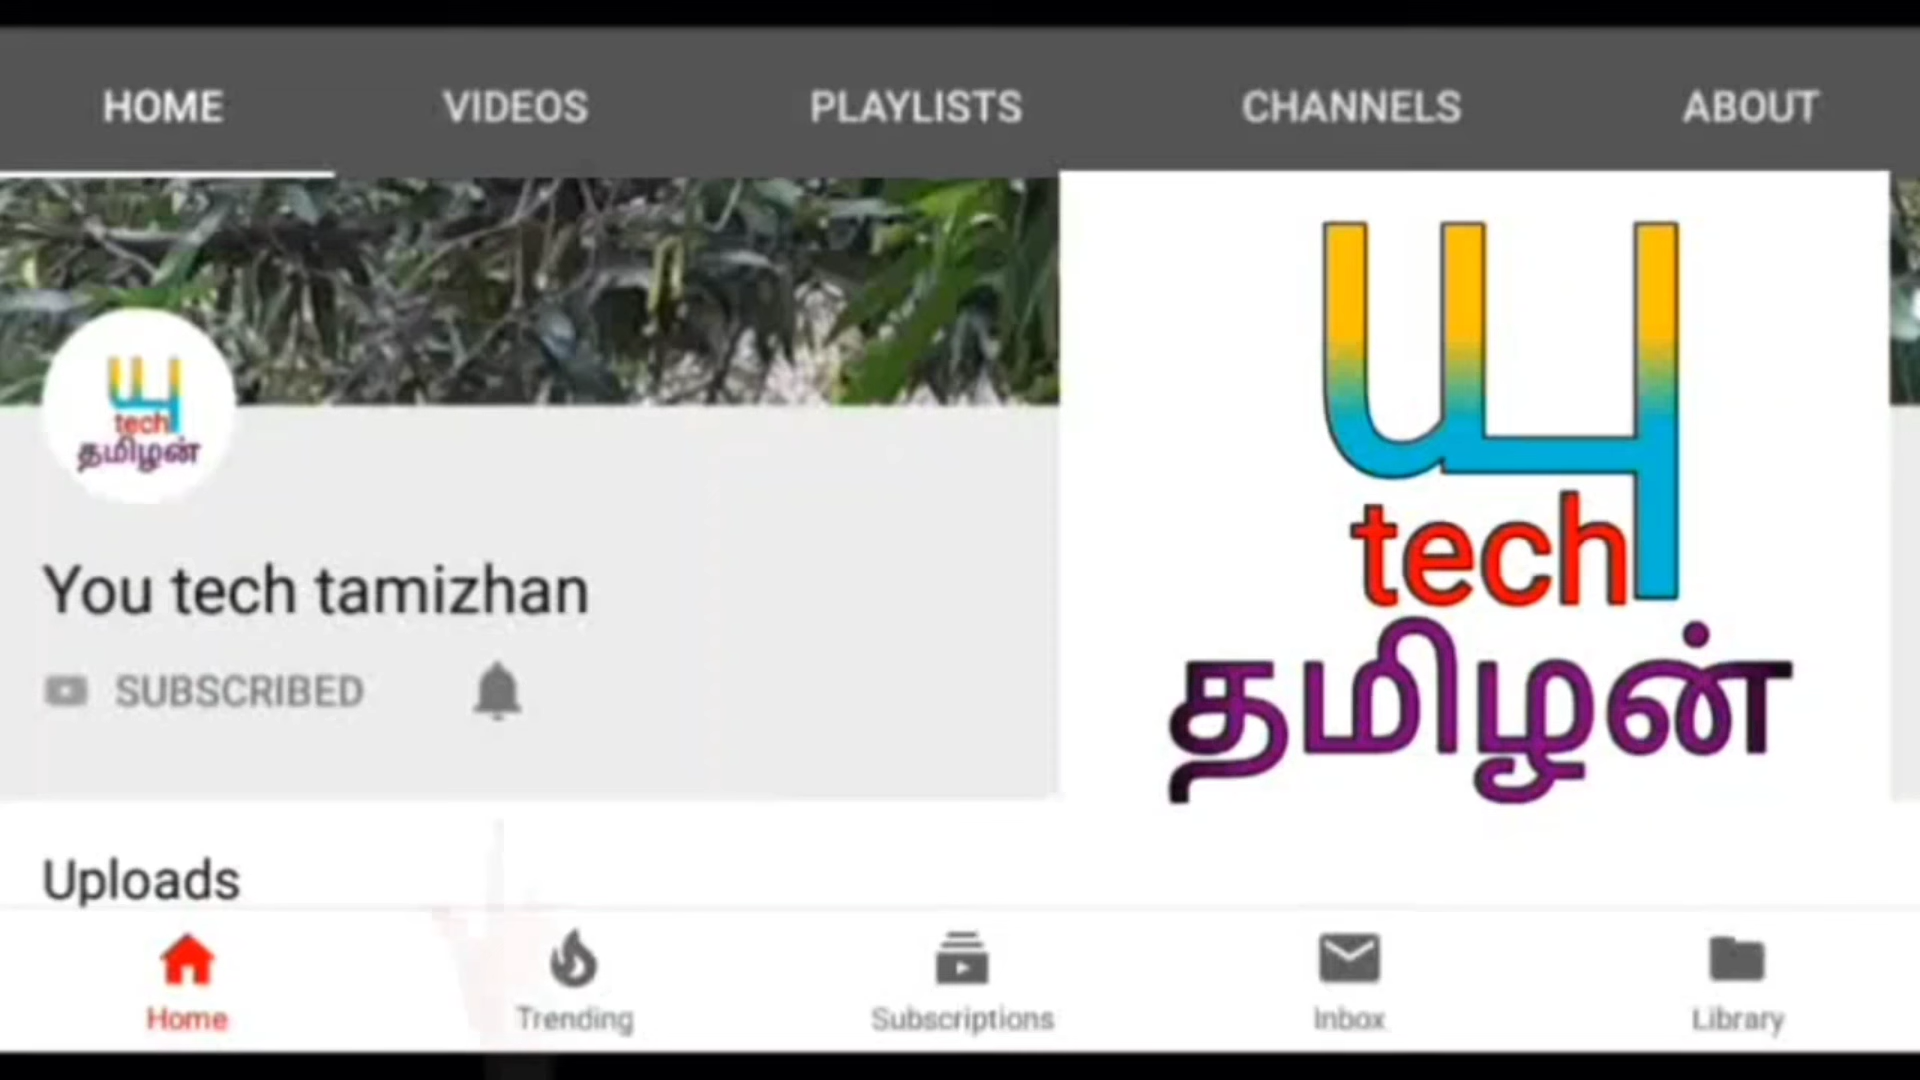 HOME VIDEOS PLAYLISTS CHANNELS ABOUT
யு
tech
தமிழன்
You tech tamizhan
SUBSCRIBED
யு
tech
தமிழன்
Uploads
Home Trending Subscriptions Inbox Library